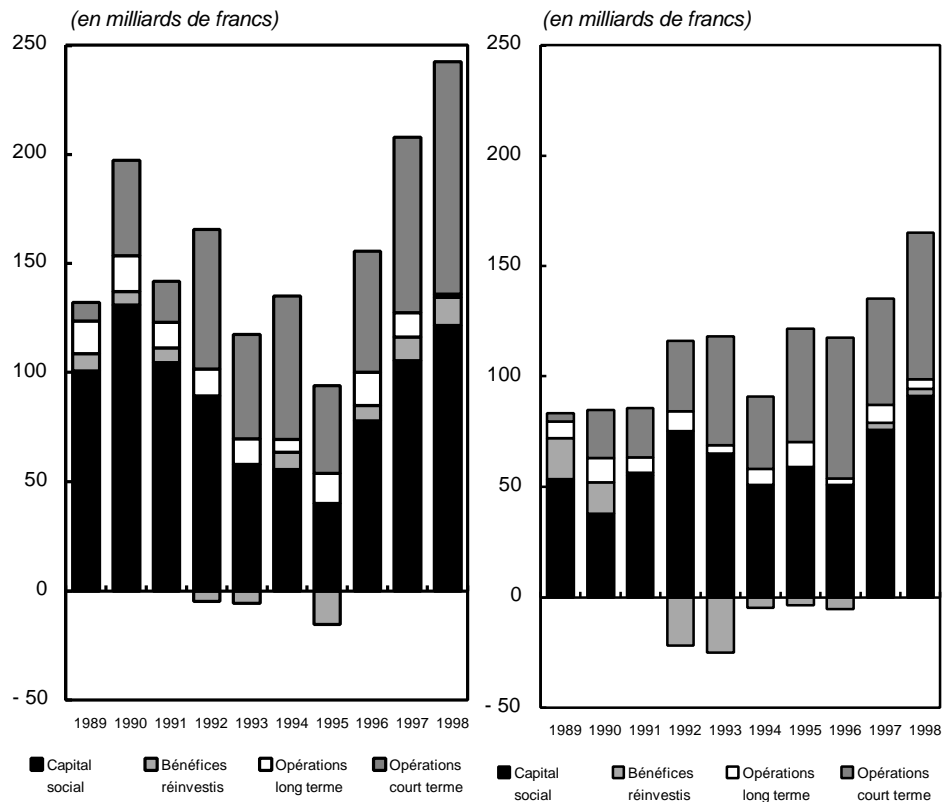 (en milliards de francs)
250
200
150
100
50
0
- 50
1989 1990 1991 1992 1993 1994 1995 1996 1997 1998
Capital Bénéfices Opérations Opérations
social réinvestis long terme court terme
(en milliards de francs)
250
200
150
100
50
0
- 50
1989 1990 1991 1992 1993 1994 1995 1996 1997 1998
Capital Bénéfices Opérations Opérations
social réinvestis long terme court terme